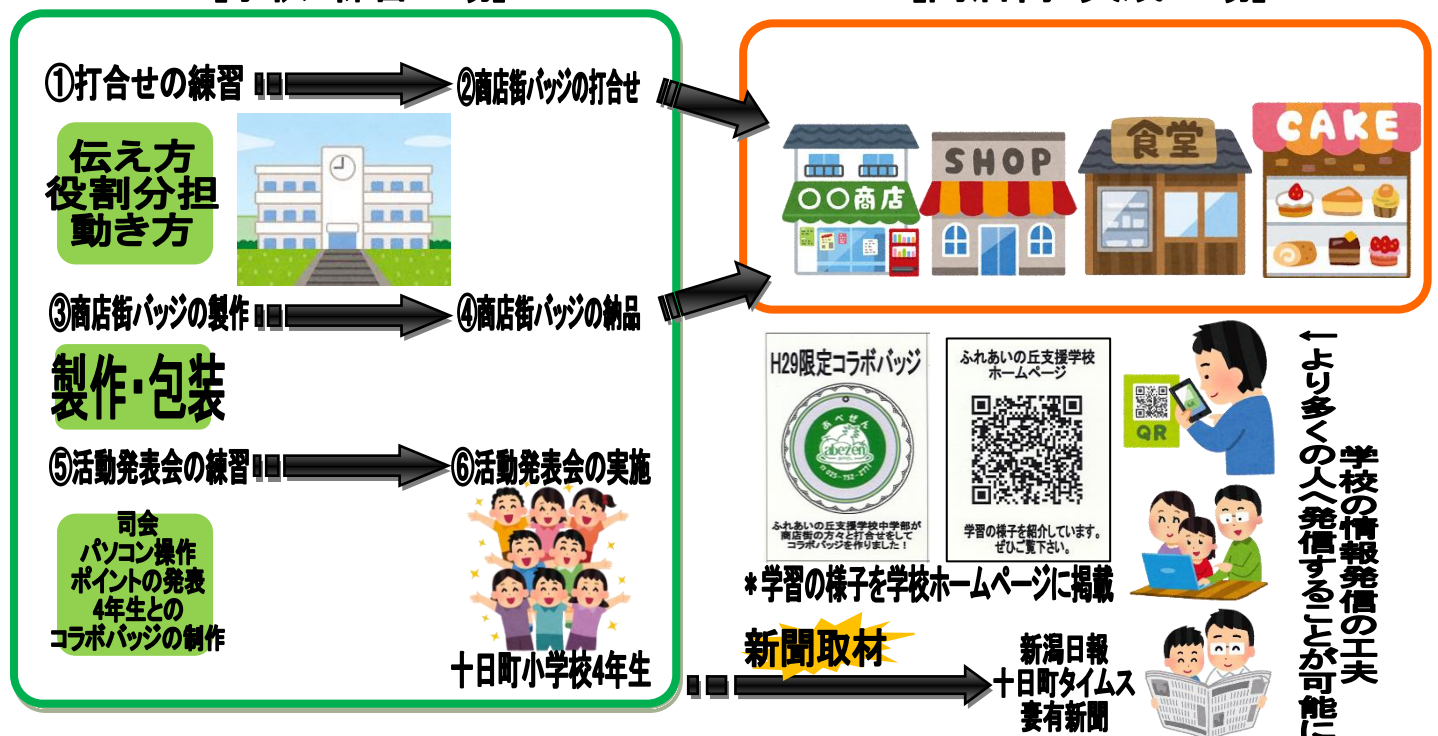 ①打合せの練習
②商店街バッジの打合せ
伝え方
役割分担
動き方
③商店街バッジの製作
④商店街バッジの納品
製作・包装
⑤活動発表会の練習
⑥活動発表会の実施
司会
パソコン操作
ポイントの発表
4年生との
コラボバッジの制作
十日町小学校4年生
〇〇商店
SHOP
食堂
CAKE
H29限定コラボバッジ
あべぜん
abezen
025-752-2777
ふれあいの丘支援学校中学部が
商店街の方々と打合せをして
コラボバッジを作りました!
ふれあいの丘支援学校
ホームページ
学習の様子を紹介しています。
ぜひご覧下さい。
QR
*学習の様子を学校ホームページに掲載
新聞取材
新潟日報
十日町タイムス
妻有新聞
学校の情報発信の工夫
←より多くの人へ発信することが可能に